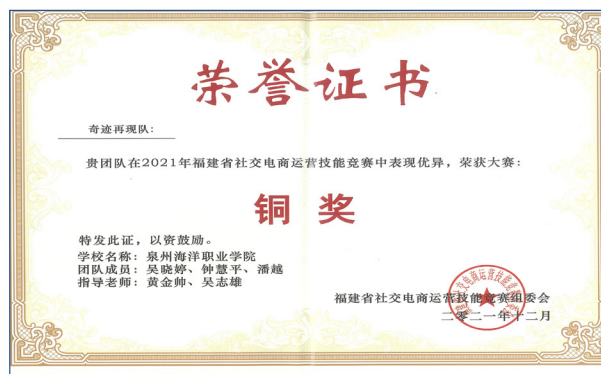 荣誉证书
奇迹再现队:
贵团队在2021年福建省社交电商运营技能竞赛中表现优异，荣获大赛:
铜 奖
特发此证，以资鼓励。
学校名称：泉州海洋职业学院
团队成员：吴晓婷、钟慧平、潘越
指导老师：黄金帅、吴志雄
福建省社交电商运营技能竞赛组委会
二零二一年十二月